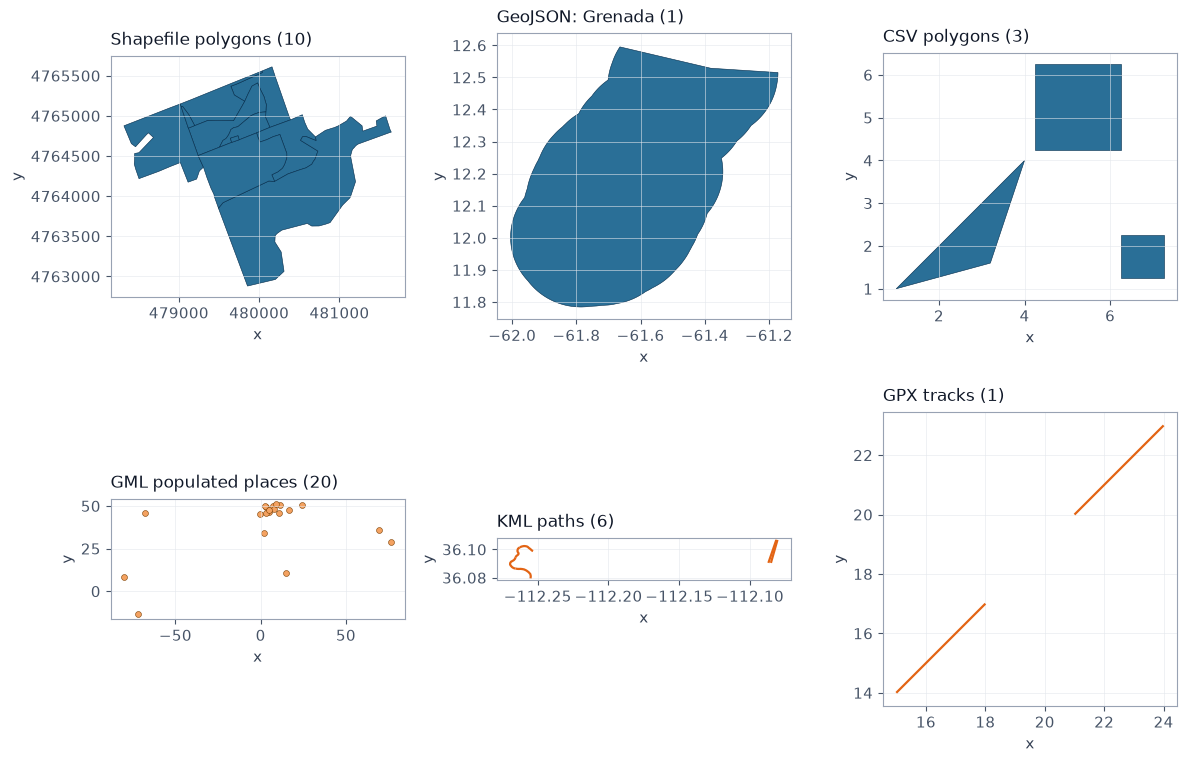 Shapefile polygons (10)
4765500
4765000
4764500
4764000
4763500
4763000
y
479000 480000 481000
x
GeoJSON: Grenada (1)
12.6
12.5
12.4
12.3
12.2
12.1
12.0
11.9
11.8
y
−62.0 −61.8 −61.6 −61.4 −61.2
x
CSV polygons (3)
6
5
4
3
2
1
y
2 4 6
x
GML populated places (20)
50
25
0
y
−50 0 50
x
KML paths (6)
36.10
36.08
y
−112.25 −112.20 −112.15 −112.10
x
GPX tracks (1)
22
20
18
16
14
y
16 18 20 22 24
x